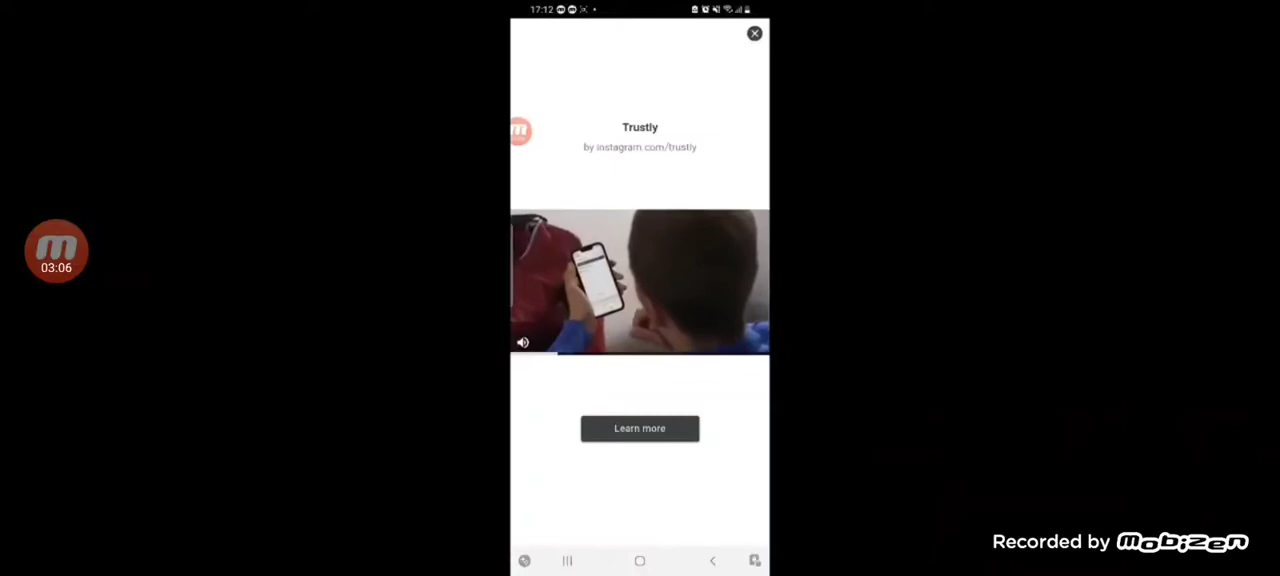 17:12
Trustly
by instagram.com/trustly
03:06
Learn more
Recorded by mobizen